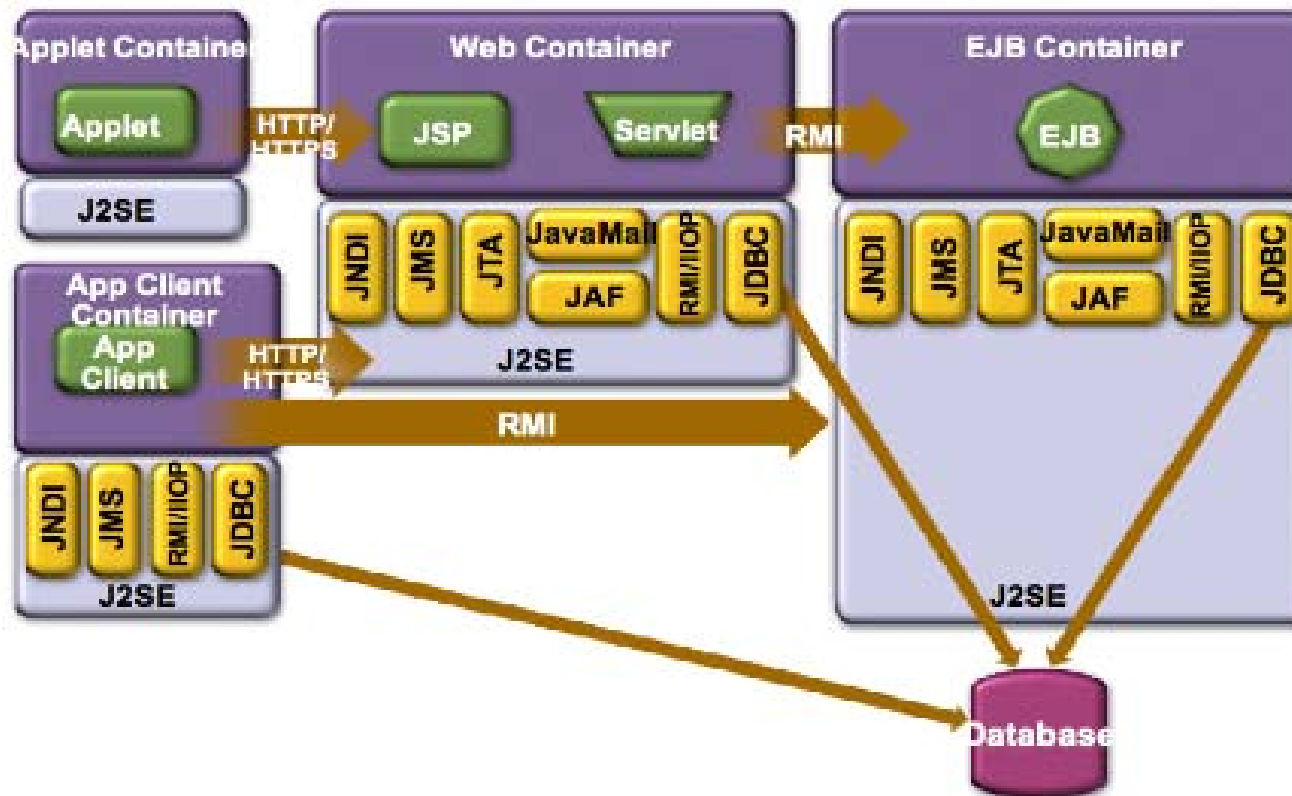 Applet Container
Applet
J2SE
HTTP/
HTTPS
Web Container
JSP
Servlet
RMI
EJB Container
EJB
JNDI
JMS
JTA
JavaMail
JAF
RMI/IIOP
JDBC
J2SE
JNDI
JMS
JTA
JavaMail
JAF
RMI/IIOP
JDBC
J2SE
App Client
Container
App
Client
HTTP/
HTTPS
RMI
JNDI
JMS
RMI/IIOP
JDBC
J2SE
Database